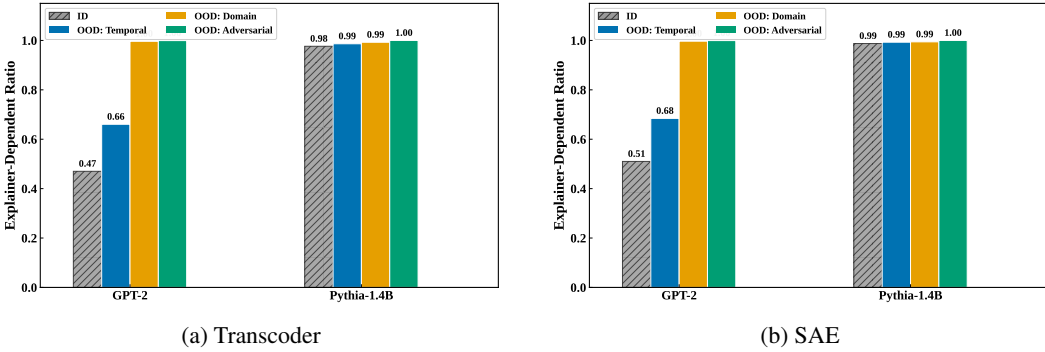 ID
OOD: Temporal
OOD: Domain
OOD: Adversarial
Explainer-Dependent Ratio
1.0
0.8
0.6
0.4
0.2
0.0
0.47
0.66
0.98
0.99
0.99
1.00
GPT-2
Pythia-1.4B
(a) Transcoder
ID
OOD: Temporal
OOD: Domain
OOD: Adversarial
Explainer-Dependent Ratio
1.0
0.8
0.6
0.4
0.2
0.0
0.51
0.68
0.99
0.99
0.99
1.00
GPT-2
Pythia-1.4B
(b) SAE